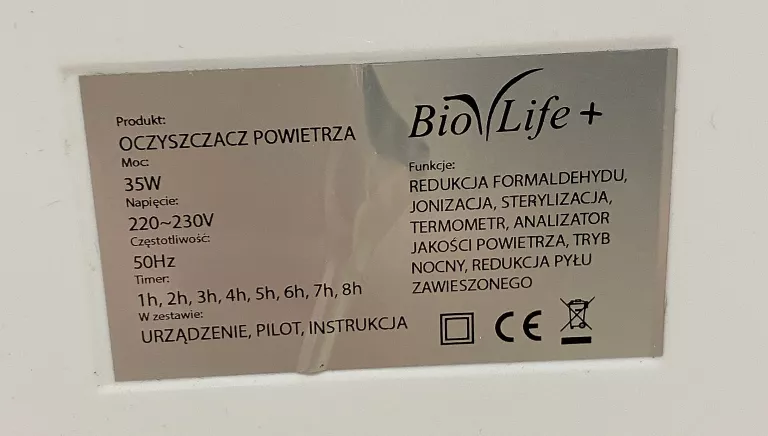 Produkt:
OCZYSZCZACZ POWIETRZA
Moc:
35W
Napięcie:
220~230V
Częstotliwość:
50Hz
Timer:
1h, 2h, 3h, 4h, 5h, 6h, 7h, 8h
W zestawie:
URZĄDZENIE, PILOT, INSTRUKCJA
Bio Life +
Funkcje:
REDUKCJA FORMALDEHYDU,
JONIZACJA, STERYLIZACJA,
TERMOMETR, ANALIZATOR
JAKOŚCI POWIETRZA, TRYB
NOCNY, REDUKCJA PYŁU
ZAWIESZONEGO
CE